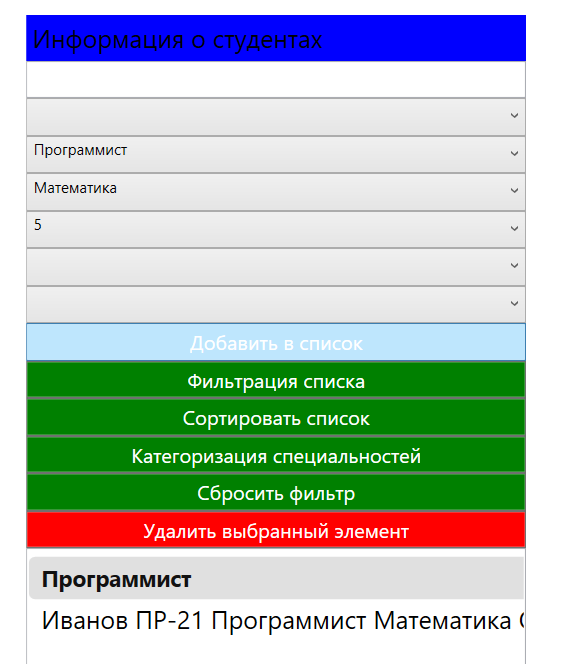 Информация о студентах
Программист
Математика
5
Добавить в список
Фильтрация списка
Сортировать список
Категоризация специальностей
Сбросить фильтр
Удалить выбранный элемент
Программист
Иванов ПР-21 Программист Математика